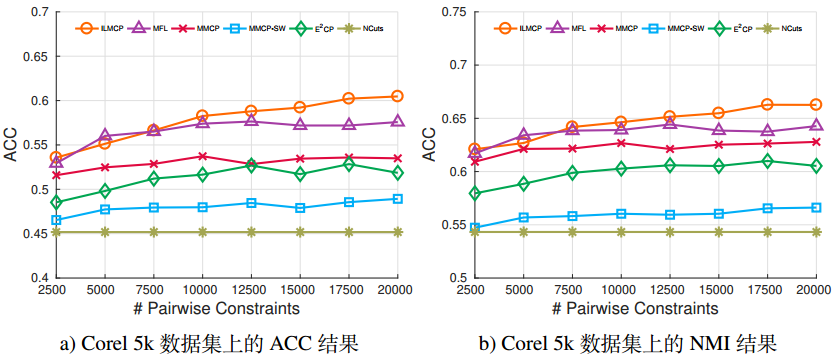 0.7
0.65
0.6
0.55
0.5
0.45
0.4
ACC
ILMCP MFL MMCP MMCP-SW E²CP NCuts
2500 5000 7500 10000 12500 15000 17500 20000
# Pairwise Constraints
a) Corel 5k 数据集上的 ACC 结果
0.75
0.7
0.65
0.6
0.55
0.5
NMI
ILMCP MFL MMCP MMCP-SW E²CP NCuts
2500 5000 7500 10000 12500 15000 17500 20000
# Pairwise Constraints
b) Corel 5k 数据集上的 NMI 结果